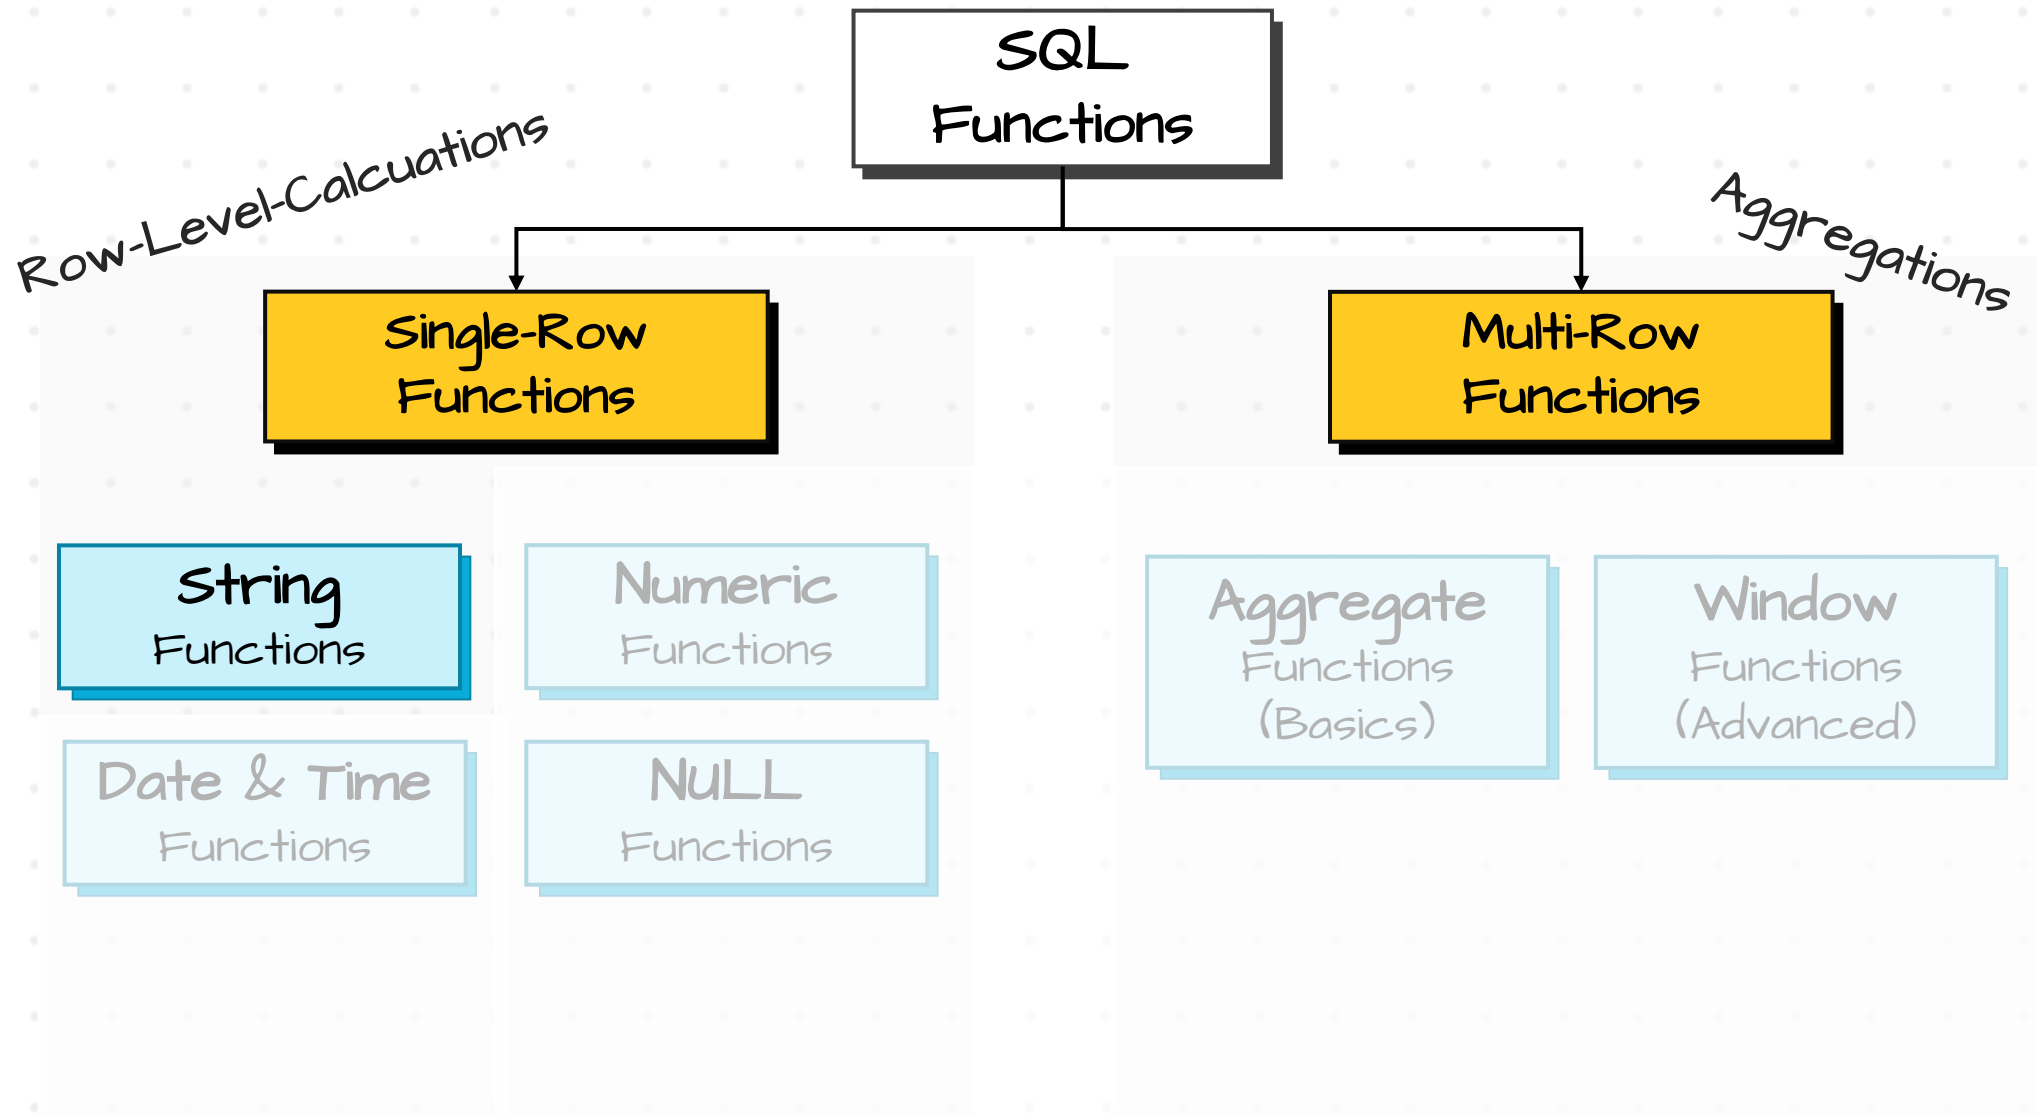 SQL
Functions
Row-Level-Calcuations
Aggregations
Single-Row
Functions
Multi-Row
Functions
String
Functions
Numeric
Functions
Date & Time
Functions
NULL
Functions
Aggregate
Functions
(Basics)
Window
Functions
(Advanced)